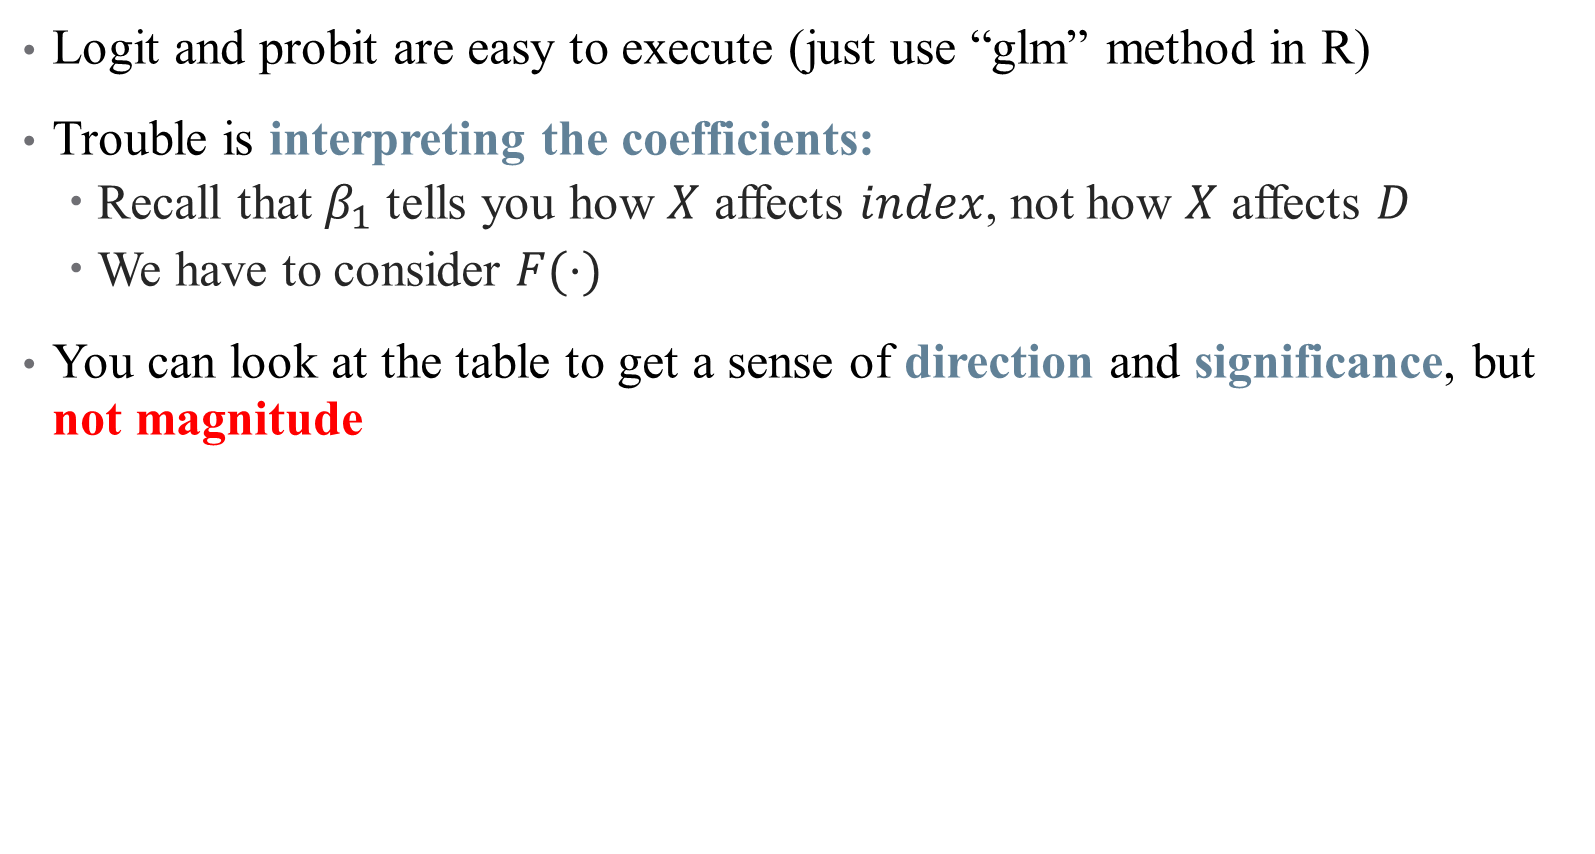 • Logit and probit are easy to execute (just use “glm” method in R)
• Trouble is interpreting the coefficients:
• Recall that β₁ tells you how X affects index, not how X affects D
• We have to consider F(·)
• You can look at the table to get a sense of direction and significance, but
not magnitude